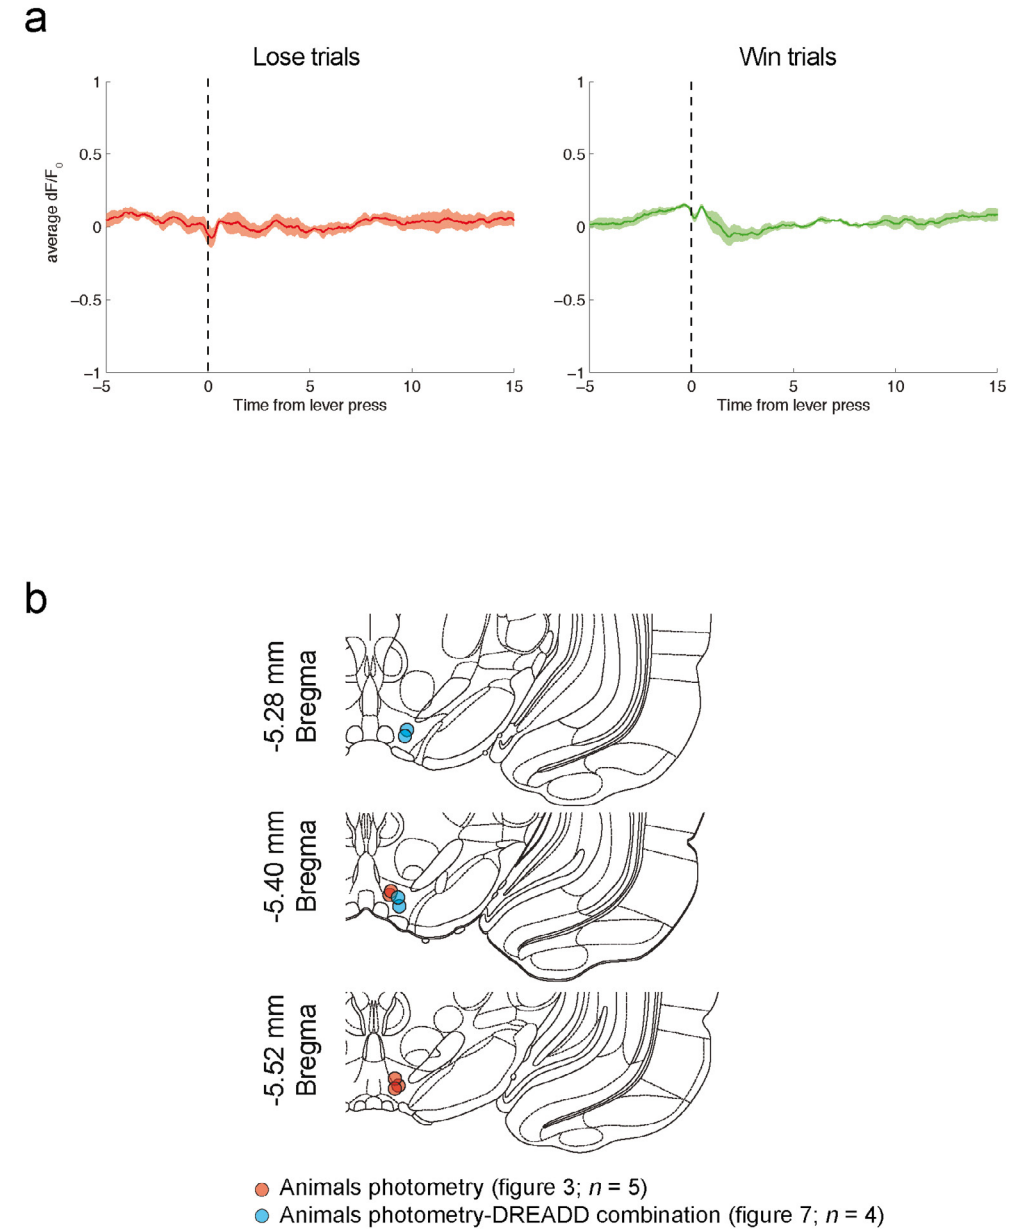 a
Lose trials
Win trials
average dF/F0
1
0.5
0
−0.5
−1
−5
0
5
10
15
Time from lever press
1
0.5
0
−0.5
−1
−5
0
5
10
15
Time from lever press
b
-5.28 mm
Bregma
-5.40 mm
Bregma
-5.52 mm
Bregma
Animals photometry (figure 3; n = 5)
Animals photometry-DREADD combination (figure 7; n = 4)